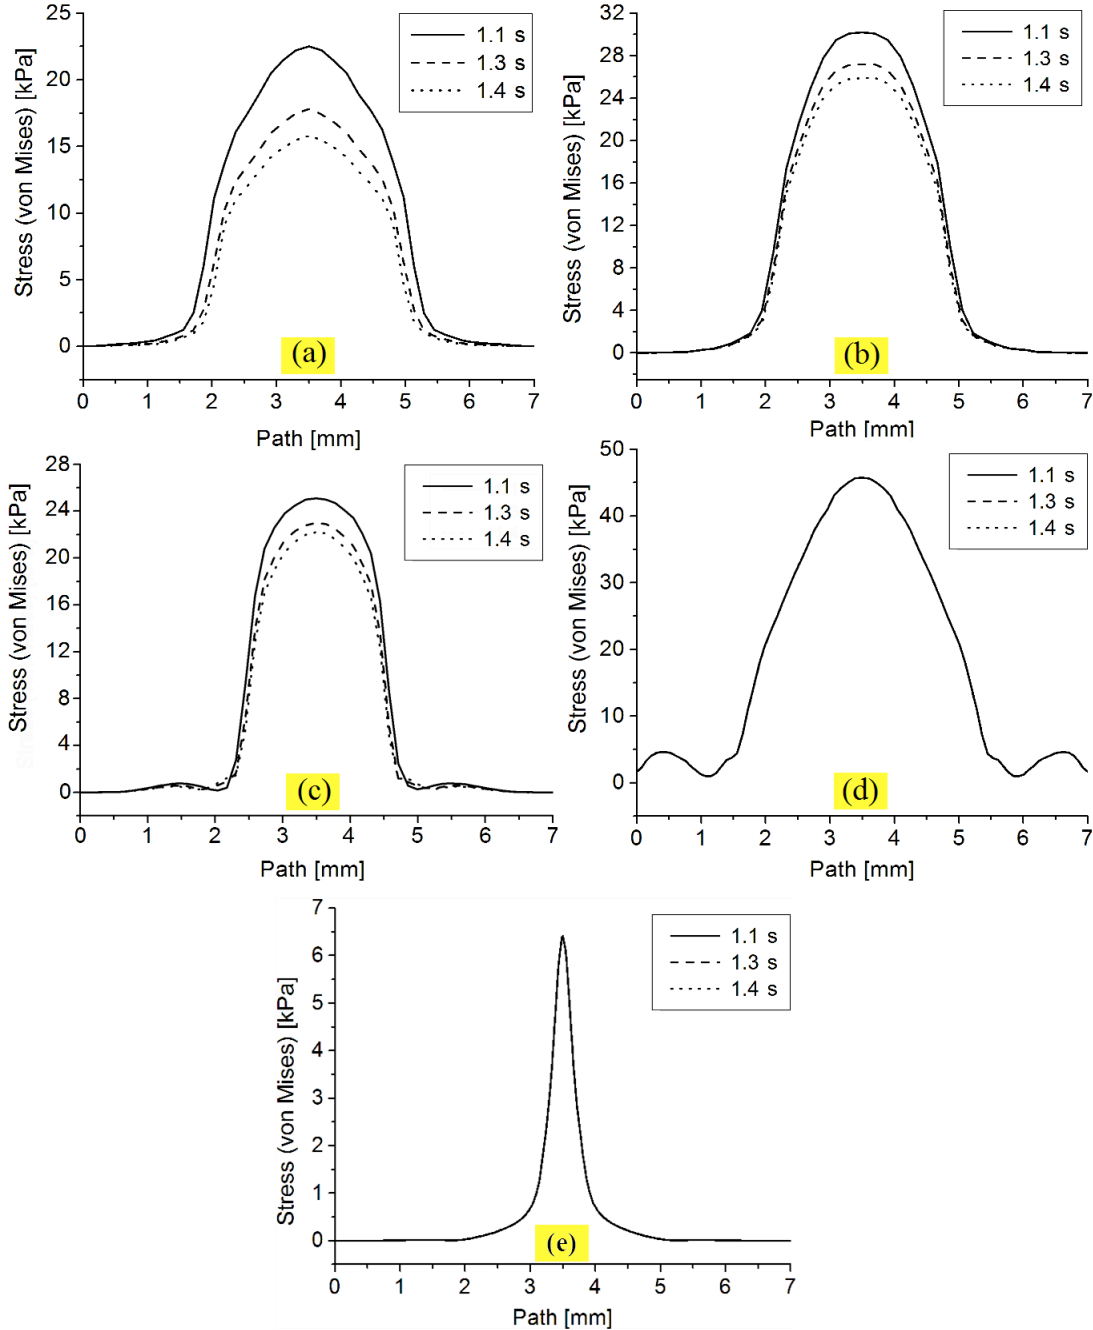 Stress (von Mises) [kPa]
25
20
15
10
5
0
1.1 s
1.3 s
1.4 s
(a)
0 1 2 3 4 5 6 7
Path [mm]
Stress (von Mises) [kPa]
32
28
24
20
16
12
8
4
0
1.1 s
1.3 s
1.4 s
(b)
0 1 2 3 4 5 6 7
Path [mm]
Stress (von Mises) [kPa]
28
24
20
16
12
8
4
0
1.1 s
1.3 s
1.4 s
(c)
0 1 2 3 4 5 6 7
Path [mm]
Stress (von Mises) [kPa]
50
40
30
20
10
0
1.1 s
1.3 s
1.4 s
(d)
0 1 2 3 4 5 6 7
Path [mm]
Stress (von Mises) [kPa]
7
6
5
4
3
2
1
0
1.1 s
1.3 s
1.4 s
(e)
0 1 2 3 4 5 6 7
Path [mm]